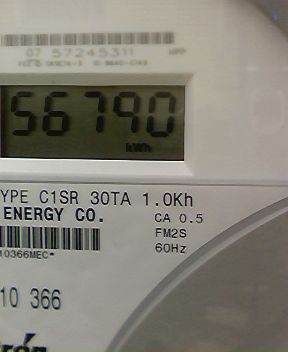 07 57245311 HPP
56790
kWh
YPE C1SR 30TA 1.0Kh
ENERGY CO. CA 0.5
FM2S
60Hz
10366MEC*
10 366